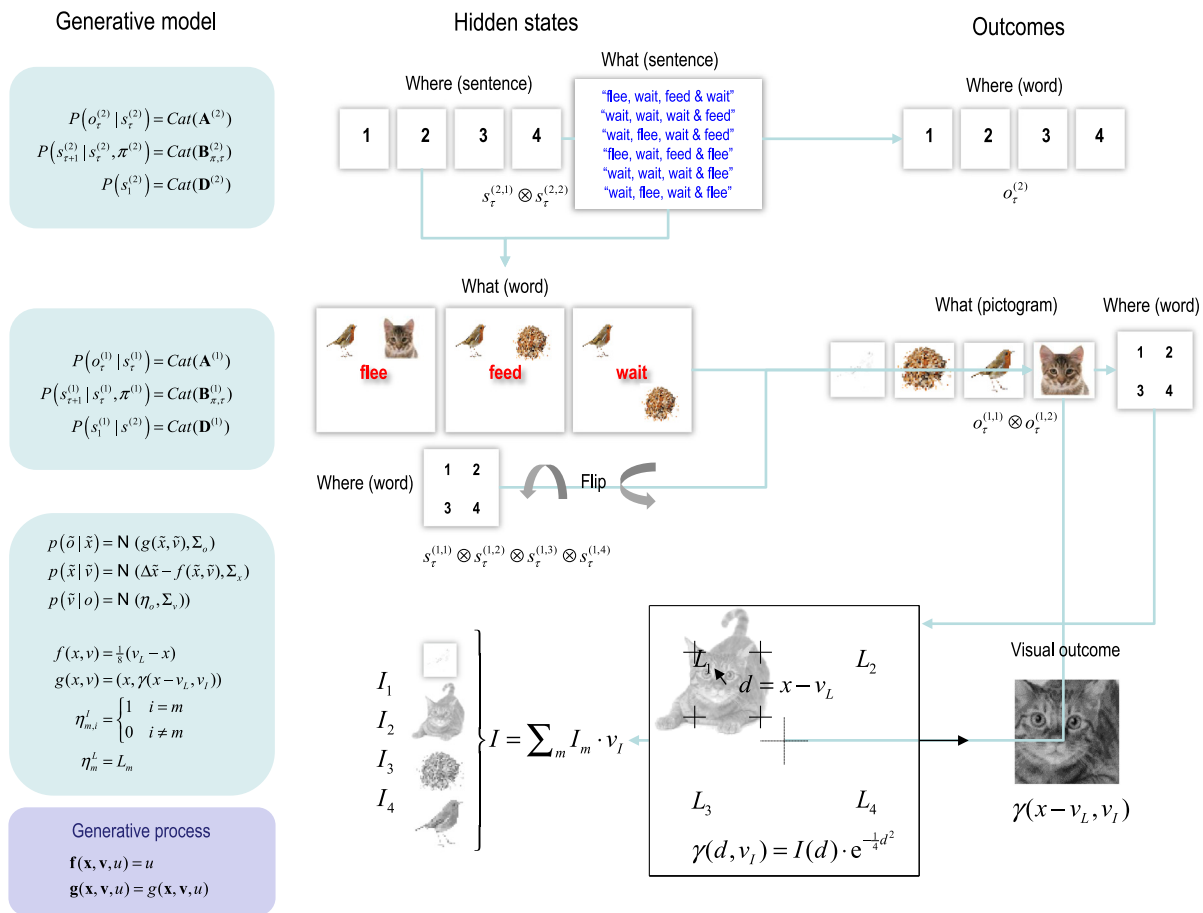 Generative model
Hidden states
Outcomes
What (sentence)
Where (sentence)
Where (word)
P(o_τ^(2) | s_τ^(2)) = Cat(A^(2))
P(s_τ+1^(2) | s_τ^(2), π^(2)) = Cat(B_π,τ^(2))
P(s_1^(2)) = Cat(D^(2))
1 2 3 4
"flee, wait, feed & wait"
"wait, wait, wait & feed"
"wait, flee, wait & feed"
"flee, wait, feed & flee"
"wait, wait, wait & flee"
"wait, flee, wait & flee"
1 2 3 4
s_τ^(2,1) ⊗ s_τ^(2,2)
o_τ^(2)
What (word)
What (pictogram)
Where (word)
P(o_τ^(1) | s_τ^(1)) = Cat(A^(1))
P(s_τ+1^(1) | s_τ^(1), π^(1)) = Cat(B_π,τ^(1))
P(s_1^(1) | s^(2)) = Cat(D^(1))
flee
feed
wait
1 2
3 4
o_τ^(1,1) ⊗ o_τ^(1,2)
Where (word)
1 2
3 4
Flip
s_τ^(1,1) ⊗ s_τ^(1,2) ⊗ s_τ^(1,3) ⊗ s_τ^(1,4)
p(õ | x̃) = N (g(x̃, ṽ), Σ_o)
p(x̃ | ṽ) = N (Δx̃ − f(x̃, ṽ), Σ_x)
p(ṽ | o) = N (η_o, Σ_v))
f(x, v) = 1/8 (v_L − x)
g(x, v) = (x, γ(x − v_L, v_I))
η_m,i^I = { 1 i = m
0 i ≠ m
η_m^L = L_m
I_1
I_2
I_3
I_4
I = ∑_m I_m · v_I
L_1
L_2
d = x − v_L
L_3
L_4
γ(d, v_I) = I(d) · e^(−1/4 d^2)
Visual outcome
γ(x − v_L, v_I)
Generative process
f(x, v, u) = u
g(x, v, u) = g(x, v, u)